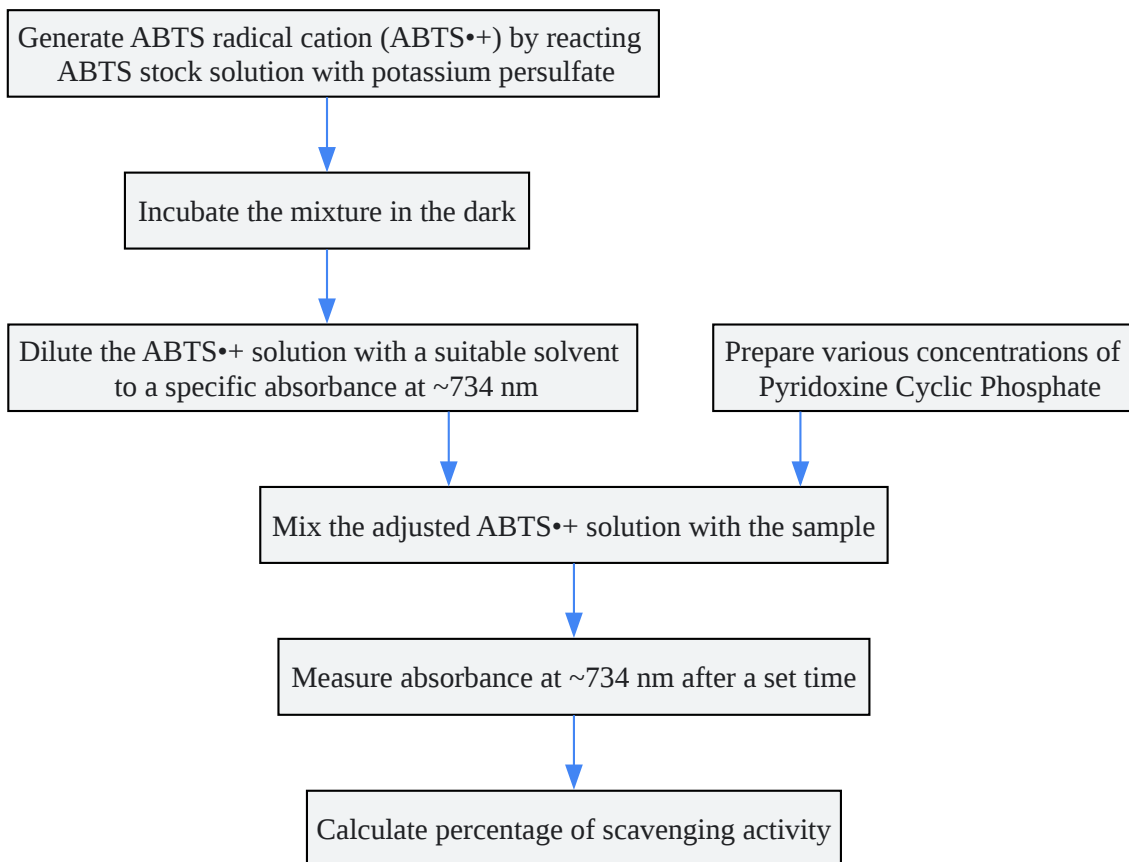 Generate ABTS radical cation (ABTS•+) by reacting
ABTS stock solution with potassium persulfate
Incubate the mixture in the dark
Dilute the ABTS•+ solution with a suitable solvent
to a specific absorbance at ~734 nm
Prepare various concentrations of
Pyridoxine Cyclic Phosphate
Mix the adjusted ABTS•+ solution with the sample
Measure absorbance at ~734 nm after a set time
Calculate percentage of scavenging activity